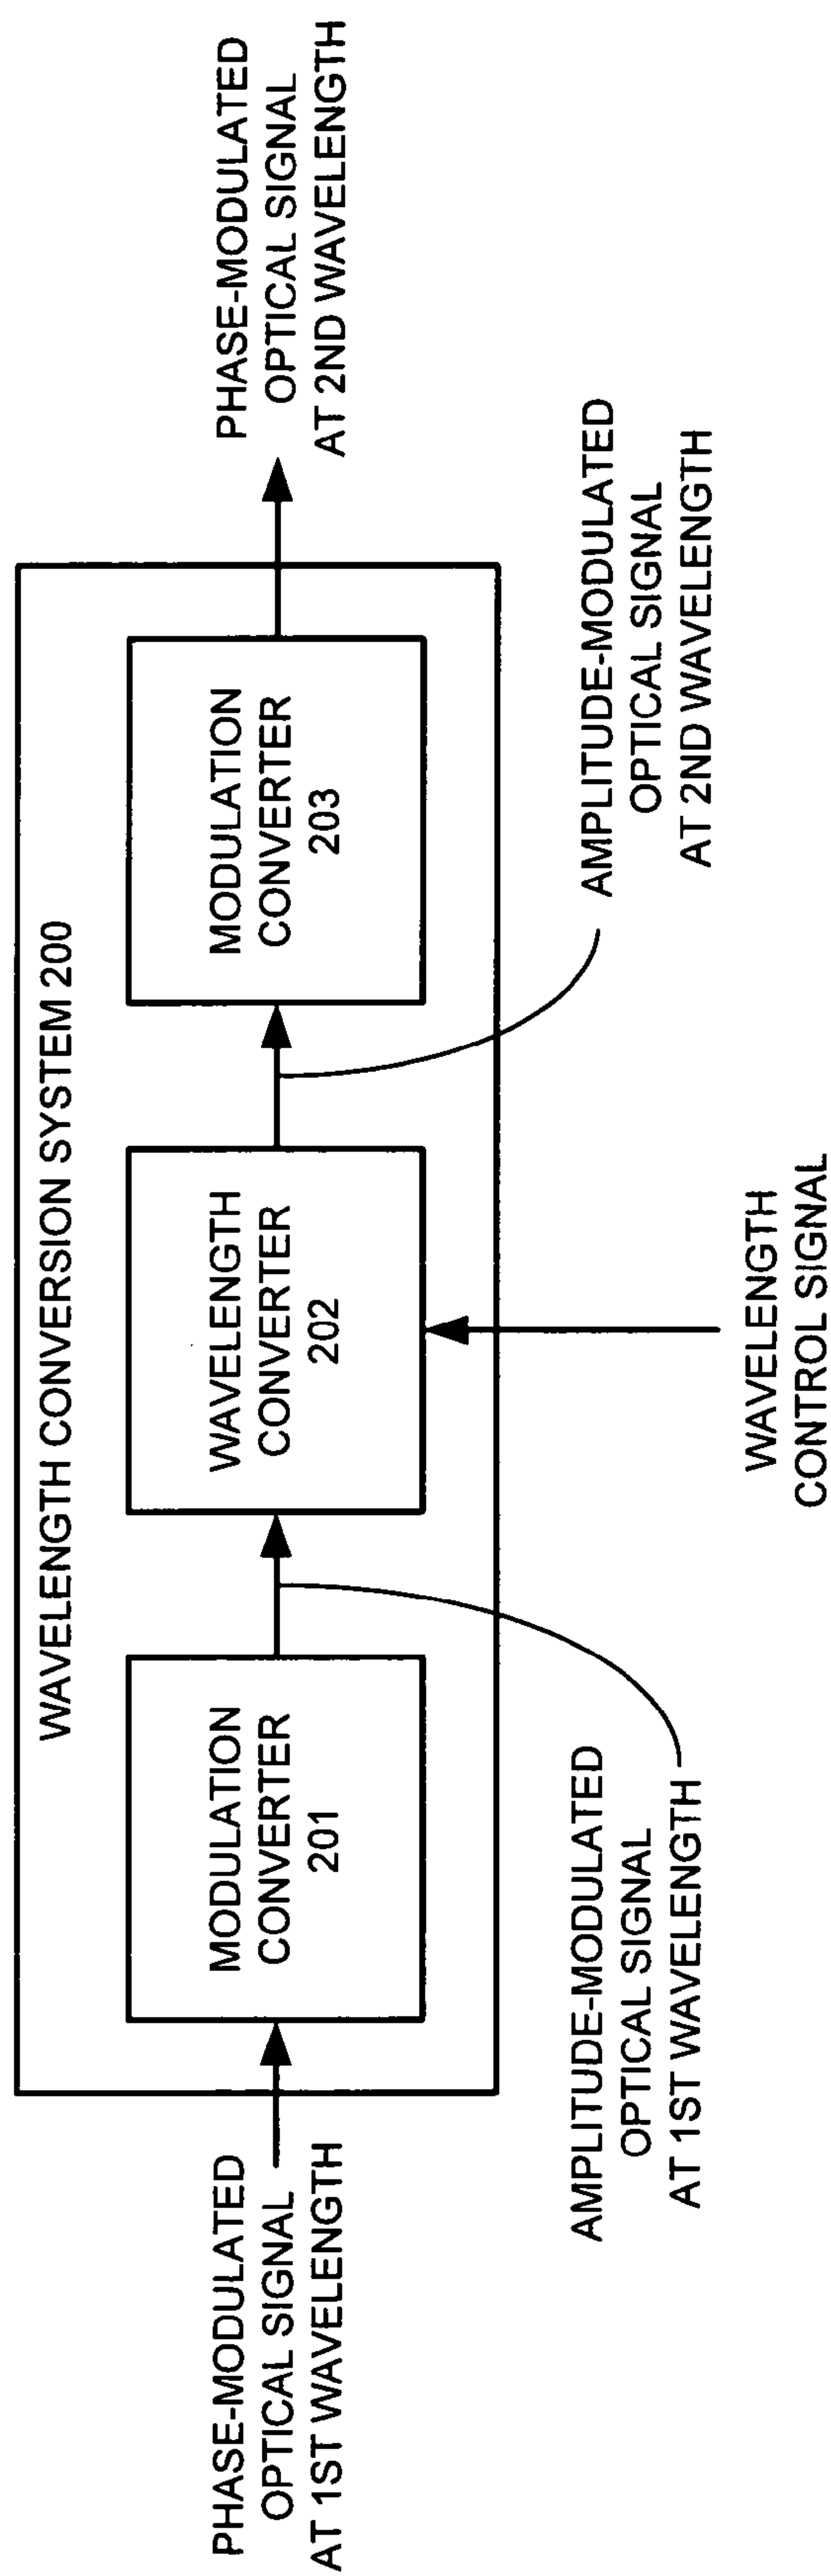 WAVELENGTH CONVERSION SYSTEM 200
PHASE-MODULATED
OPTICAL SIGNAL
AT 1ST WAVELENGTH
MODULATION
CONVERTER
201
WAVELENGTH
CONVERTER
202
MODULATION
CONVERTER
203
PHASE-MODULATED
OPTICAL SIGNAL
AT 2ND WAVELENGTH
AMPLITUDE-MODULATED
OPTICAL SIGNAL
AT 1ST WAVELENGTH
WAVELENGTH
CONTROL SIGNAL
AMPLITUDE-MODULATED
OPTICAL SIGNAL
AT 2ND WAVELENGTH